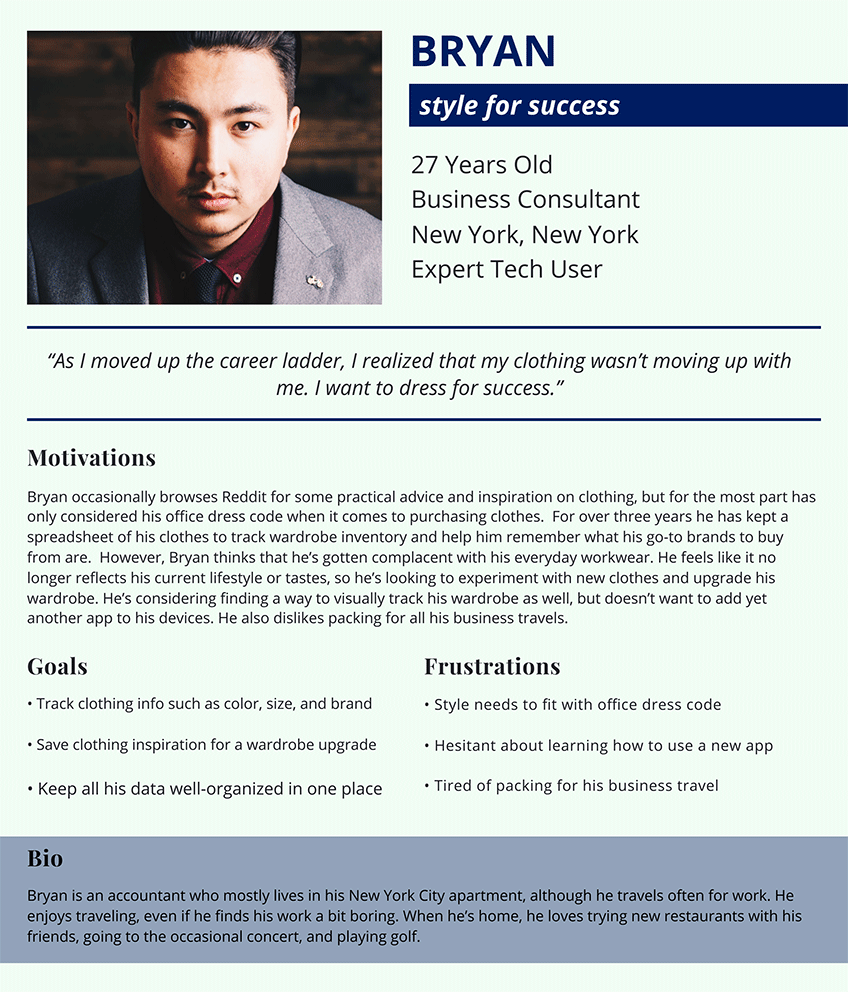 BRYAN
style for success
27 Years Old
Business Consultant
New York, New York
Expert Tech User
“As I moved up the career ladder, I realized that my clothing wasn’t moving up with
me. I want to dress for success.”
Motivations
Bryan occasionally browses Reddit for some practical advice and inspiration on clothing, but for the most part has
only considered his office dress code when it comes to purchasing clothes.  For over three years he has kept a
spreadsheet of his clothes to track wardrobe inventory and help him remember what his go-to brands to buy
from are.  However, Bryan thinks that he’s gotten complacent with his everyday workwear. He feels like it no
longer reflects his current lifestyle or tastes, so he’s looking to experiment with new clothes and upgrade his
wardrobe. He’s considering finding a way to visually track his wardrobe as well, but doesn’t want to add yet
another app to his devices. He also dislikes packing for all his business travels.
Goals
• Track clothing info such as color, size, and brand
• Save clothing inspiration for a wardrobe upgrade
• Keep all his data well-organized in one place
Frustrations
• Style needs to fit with office dress code
• Hesitant about learning how to use a new app
• Tired of packing for his business travel
Bio
Bryan is an accountant who mostly lives in his New York City apartment, although he travels often for work. He
enjoys traveling, even if he finds his work a bit boring. When he’s home, he loves trying new restaurants with his
friends, going to the occasional concert, and playing golf.